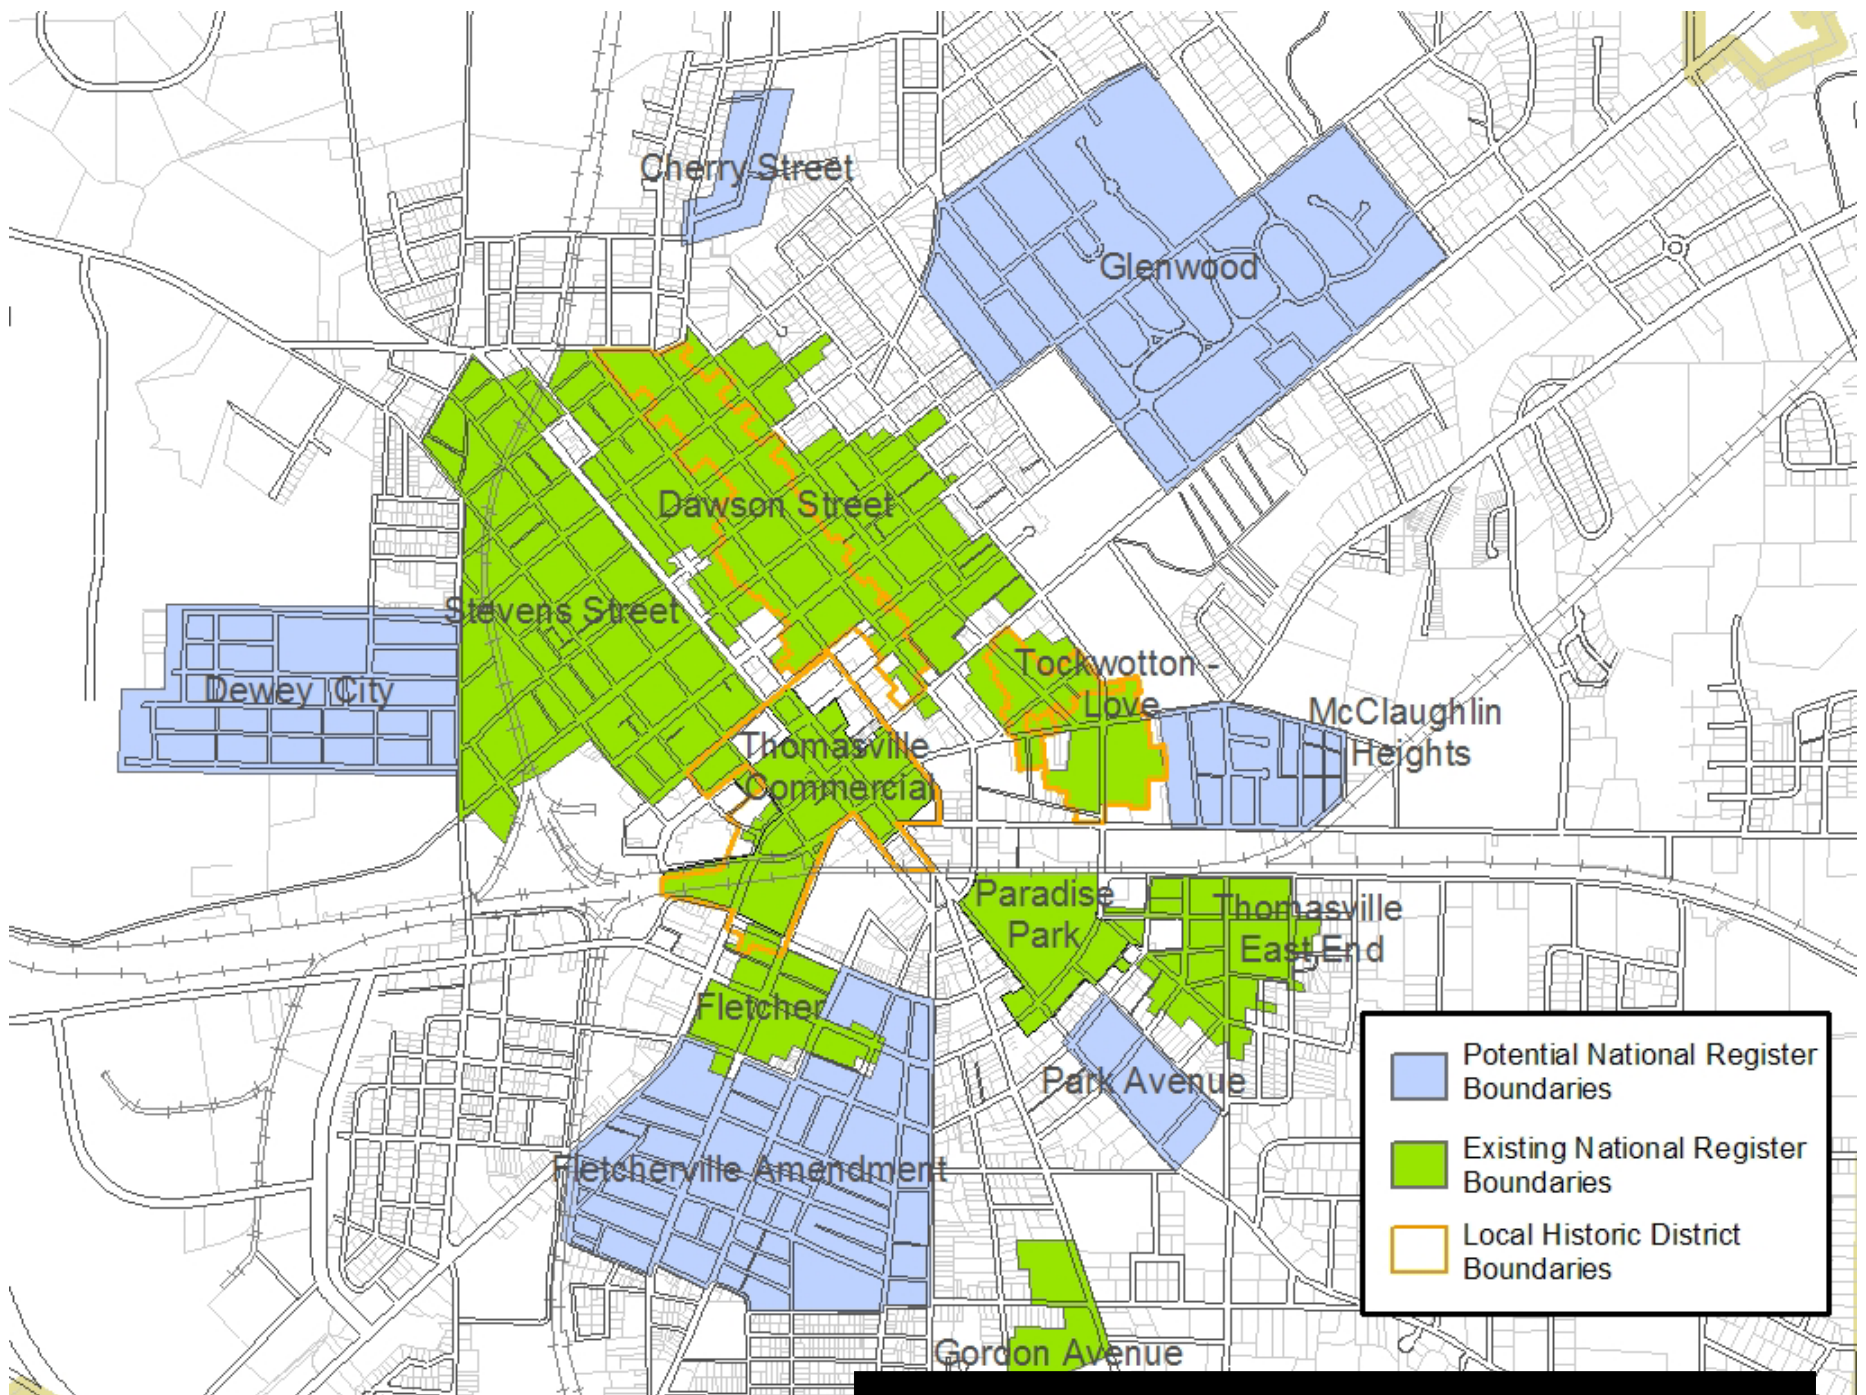 Cherry Street
Glenwood
Dawson Street
Stevens Street
Dewey City
Tockwotton -
Love
McClaughlin
Heights
Thomasville
Commercial
Paradise
Park
Thomasville
East End
Fletcher
Park Avenue
Fletcherville Amendment
Gordon Avenue
Potential National Register
Boundaries
Existing National Register
Boundaries
Local Historic District
Boundaries